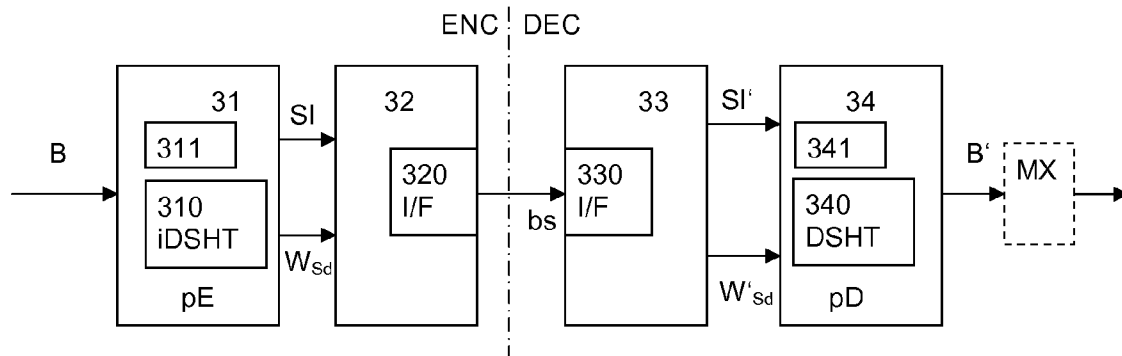 ENC DEC
31
SI
32
33
SI‘
34
B
311
341
B‘
MX
310
iDSHT
320
I/F
bs
330
I/F
340
DSHT
WSd
W‘Sd
pE
pD